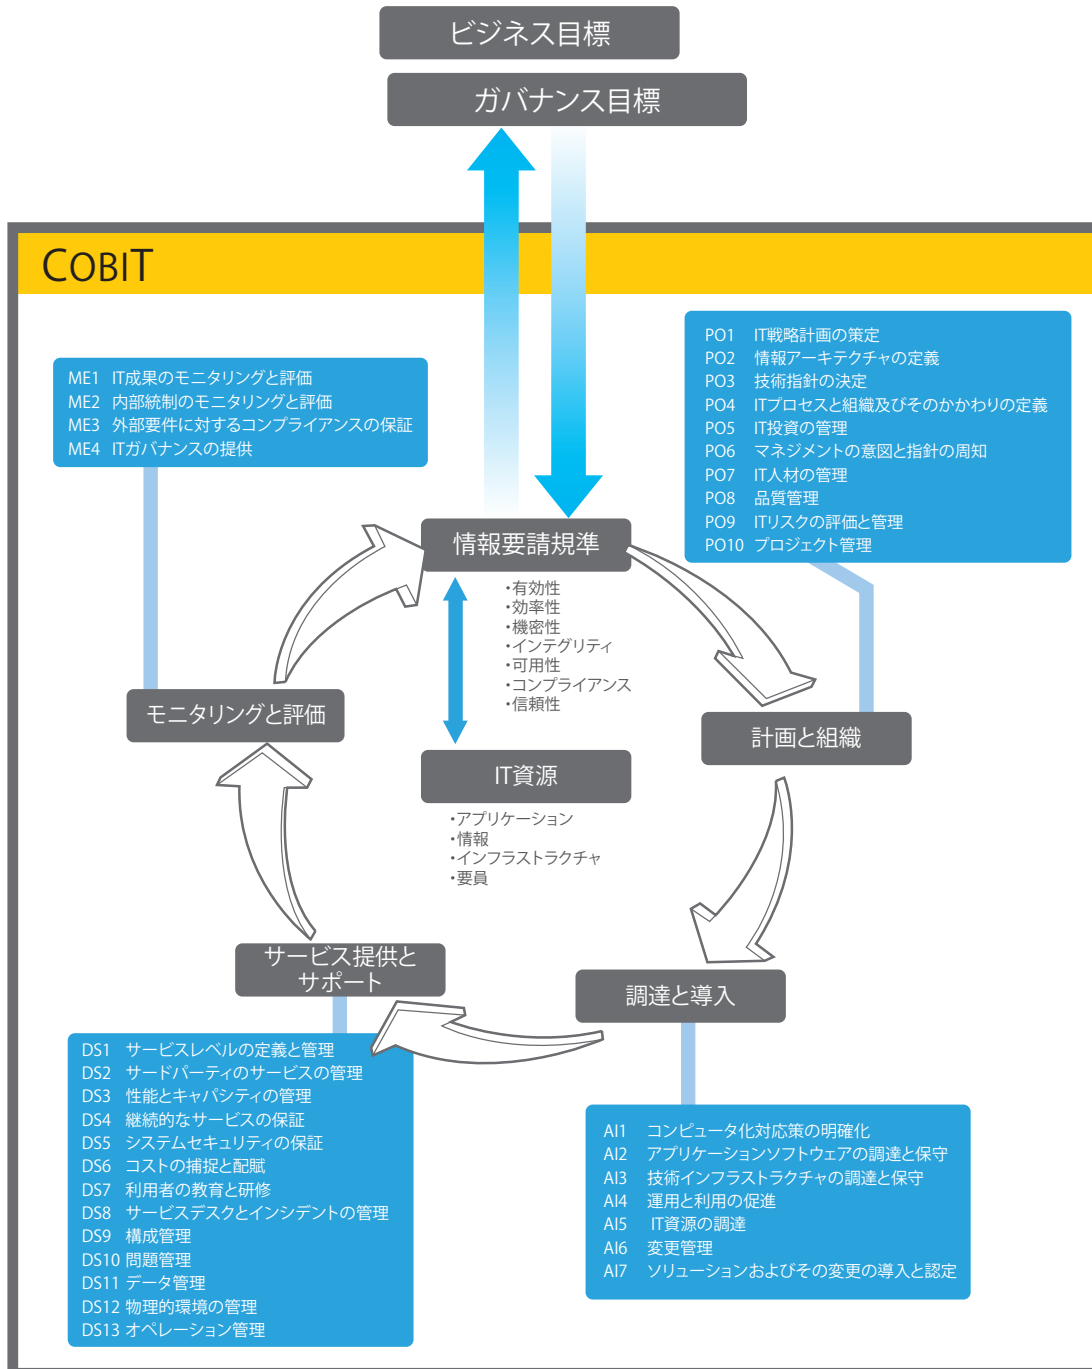 ビジネス目標
ガバナンス目標
COBIT
ME1 IT成果のモニタリングと評価
ME2 内部統制のモニタリングと評価
ME3 外部要件に対するコンプライアンスの保証
ME4 ITガバナンスの提供
PO1 IT戦略計画の策定
PO2 情報アーキテクチャの定義
PO3 技術指針の決定
PO4 ITプロセスと組織及びそのかかわりの定義
PO5 IT投資の管理
PO6 マネジメントの意図と指針の周知
PO7 IT人材の管理
PO8 品質管理
PO9 ITリスクの評価と管理
PO10 プロジェクト管理
情報要請規準
・有効性
・効率性
・機密性
・インテグリティ
・可用性
・コンプライアンス
・信頼性
モニタリングと評価
計画と組織
IT資源
・アプリケーション
・情報
・インフラストラクチャ
・要員
サービス提供と
サポート
調達と導入
DS1 サービスレベルの定義と管理
DS2 サードパーティのサービスの管理
DS3 性能とキャパシティの管理
DS4 継続的なサービスの保証
DS5 システムセキュリティの保証
DS6 コストの捕捉と配賦
DS7 利用者の教育と研修
DS8 サービスデスクとインシデントの管理
DS9 構成管理
DS10 問題管理
DS11 データ管理
DS12 物理的環境の管理
DS13 オペレーション管理
AI1 コンピュータ化対応策の明確化
AI2 アプリケーションソフトウェアの調達と保守
AI3 技術インフラストラクチャの調達と保守
AI4 運用と利用の促進
AI5 IT資源の調達
AI6 変更管理
AI7 ソリューションおよびその変更の導入と認定